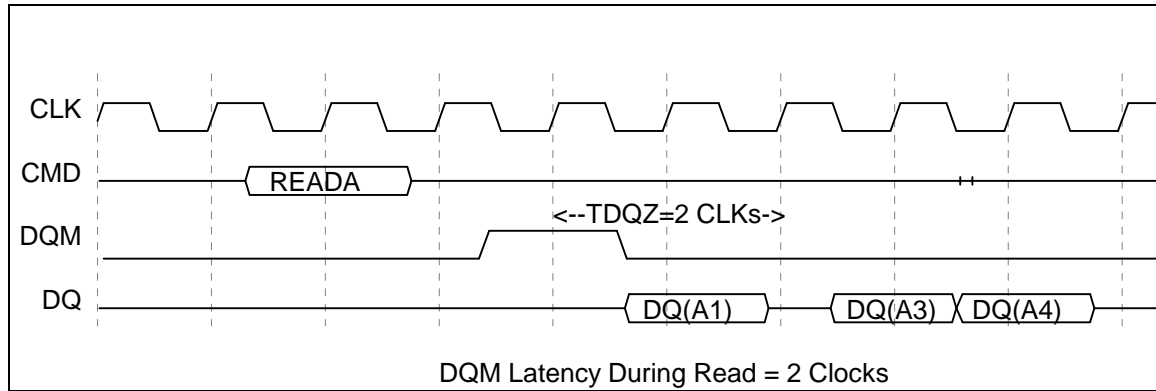 CLK
CMD READA
<--TDQZ=2 CLKs->
DQM
DQ DQ(A1) DQ(A3) DQ(A4)
DQM Latency During Read = 2 Clocks